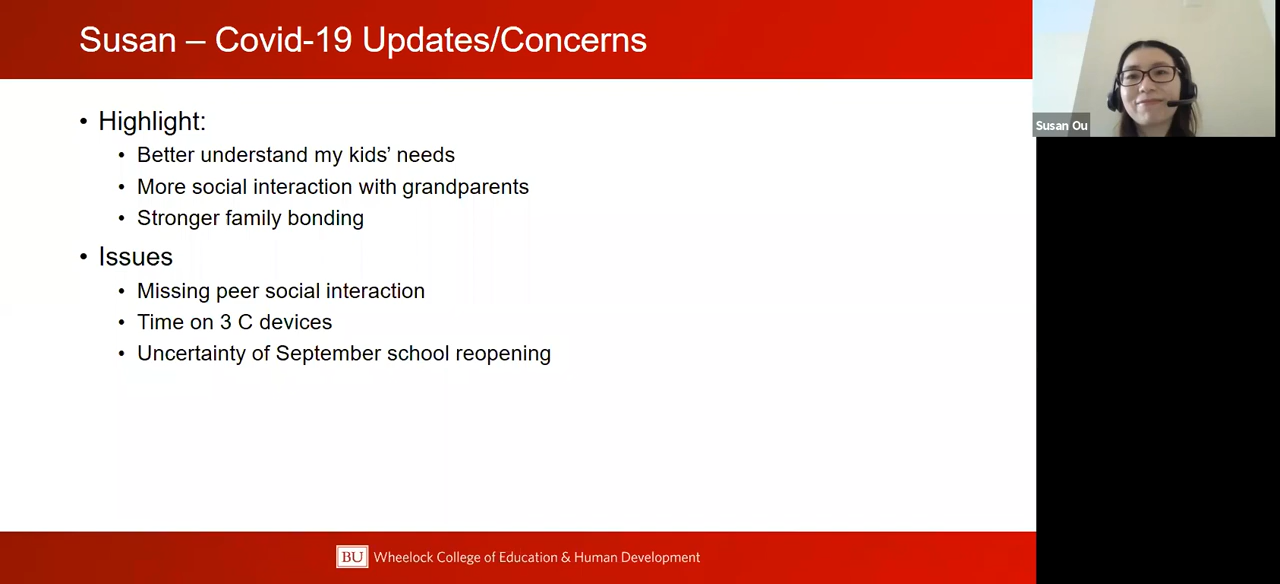 Susan – Covid-19 Updates/Concerns
• Highlight:
• Better understand my kids’ needs
• More social interaction with grandparents
• Stronger family bonding
• Issues
• Missing peer social interaction
• Time on 3 C devices
• Uncertainty of September school reopening
BU Wheelock College of Education & Human Development
Susan Ou